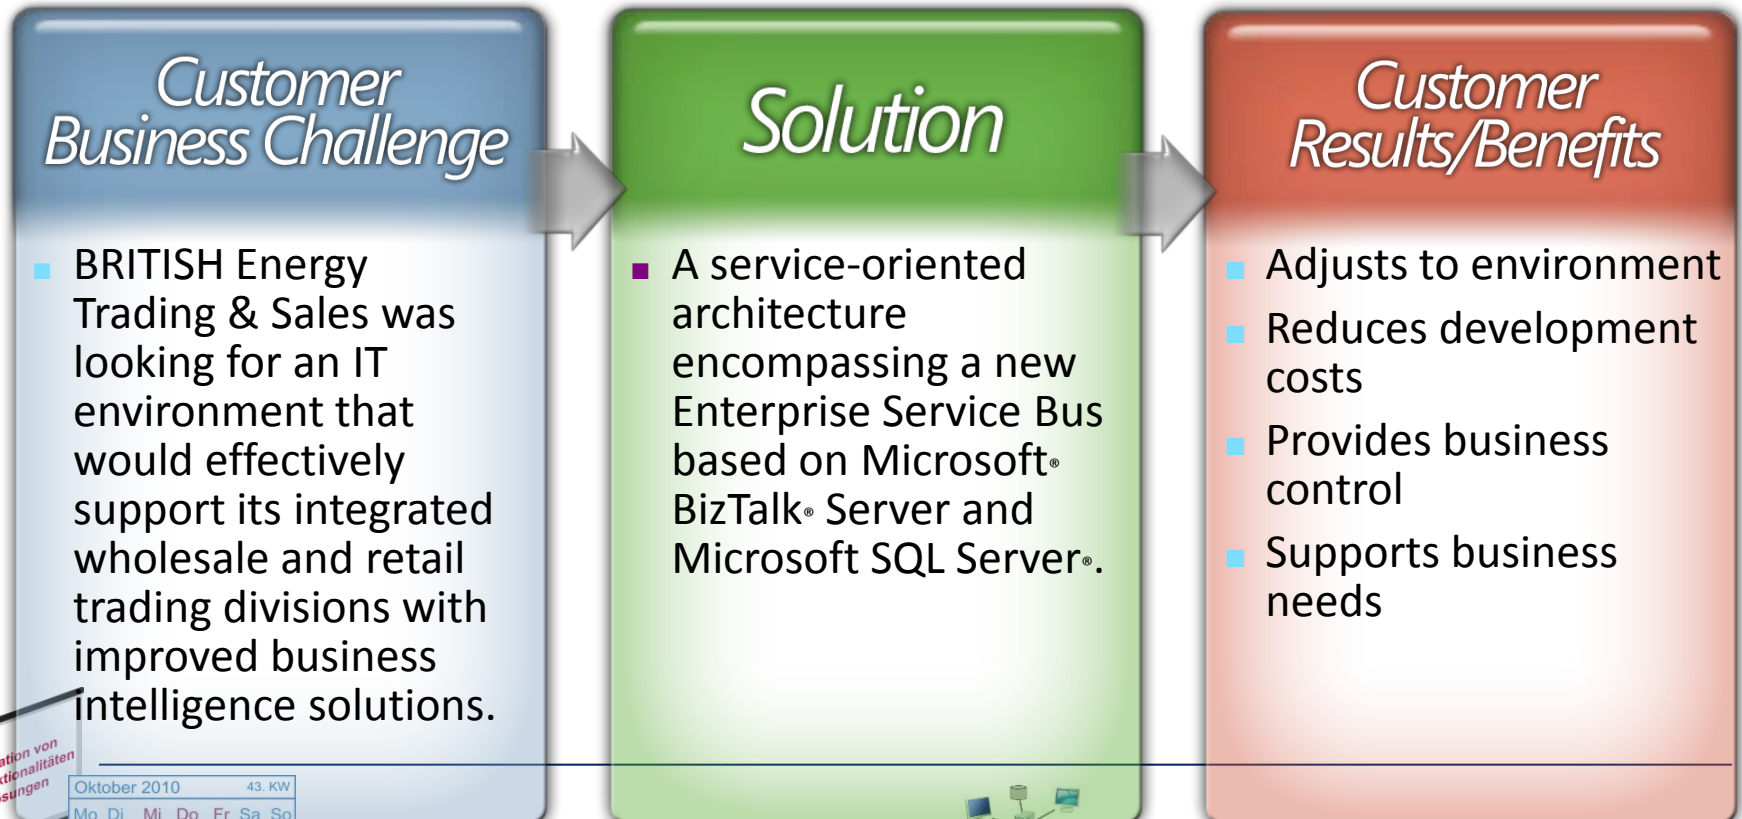 Customer
Business Challenge
BRITISH Energy
Trading & Sales was
looking for an IT
environment that
would effectively
support its integrated
wholesale and retail
trading divisions with
improved business
intelligence solutions.
Solution
A service-oriented
architecture
encompassing a new
Enterprise Service Bus
based on Microsoft®
BizTalk® Server and
Microsoft SQL Server®.
Customer
Results/Benefits
Adjusts to environment
Reduces development
costs
Provides business
control
Supports business
needs
von
Oktober 2010 43. KW
Mo Di Mi Do Fr Sa So